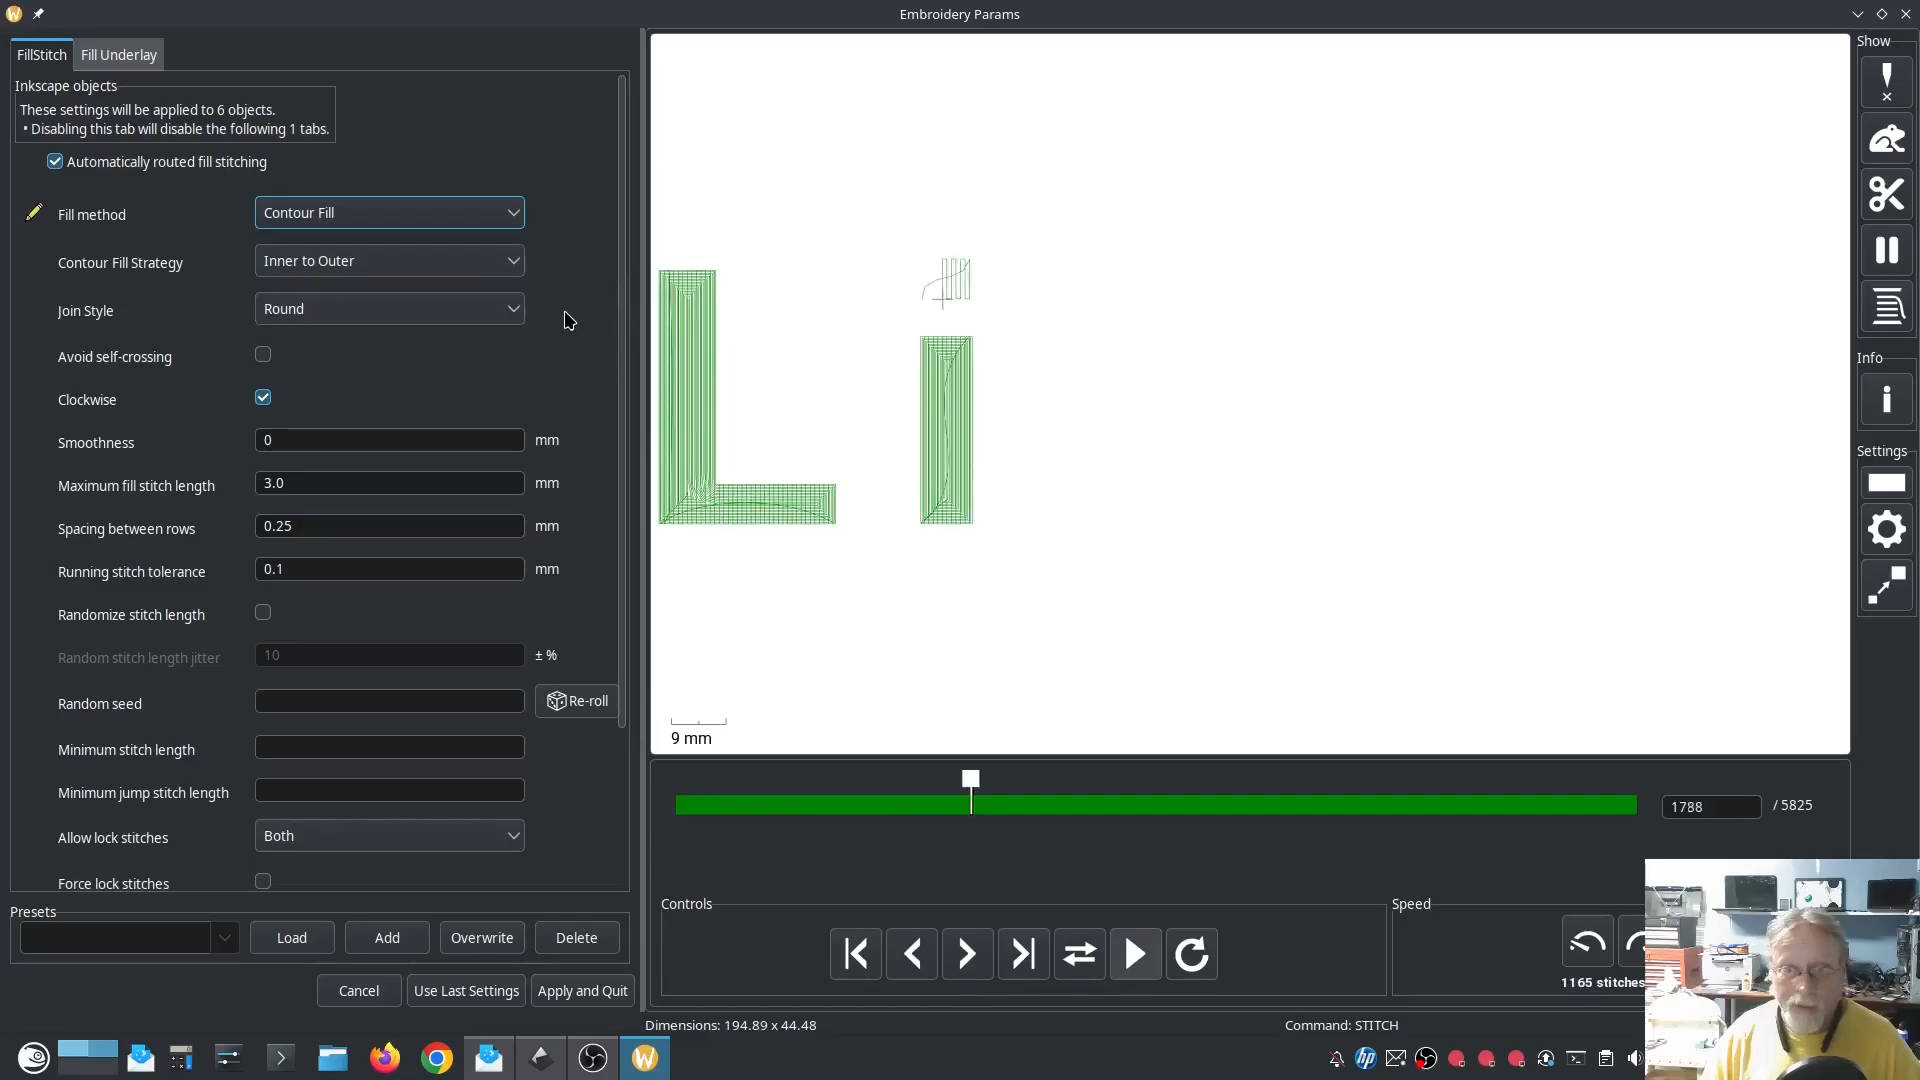 Embroidery Params
FillStitch
Fill Underlay
Inkscape objects
These settings will be applied to 6 objects.
• Disabling this tab will disable the following 1 tabs.
Automatically routed fill stitching
Fill method
Contour Fill
Contour Fill Strategy
Inner to Outer
Join Style
Round
Avoid self-crossing
Clockwise
Smoothness
0
mm
Maximum fill stitch length
3.0
mm
Spacing between rows
0.25
mm
Running stitch tolerance
0.1
mm
Randomize stitch length
Random stitch length jitter
10
± %
Random seed
Re-roll
Minimum stitch length
Minimum jump stitch length
Allow lock stitches
Both
Force lock stitches
Presets
Load
Add
Overwrite
Delete
Cancel
Use Last Settings
Apply and Quit
9 mm
1788
/ 5825
Controls
Speed
1165 stitches
Dimensions: 194.89 x 44.48
Command: STITCH
Show
Info
Settings
hp